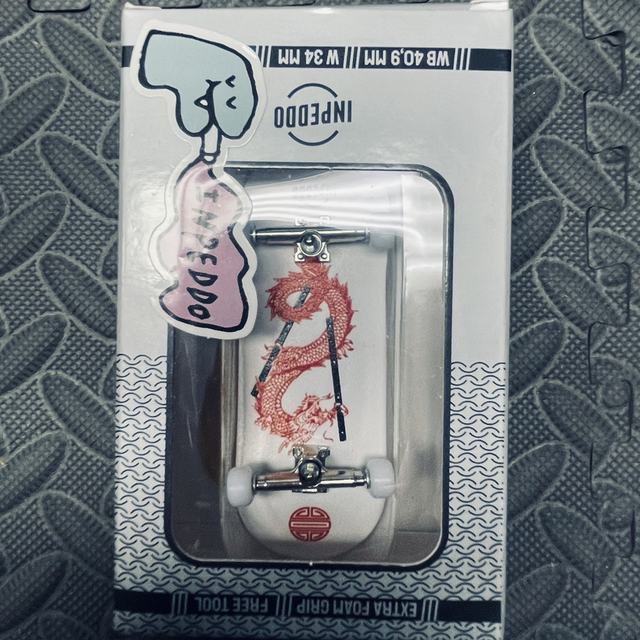 WB 40,9 MM /// W 34 MM ///
INPEDDO
INPEDDO
/// EXTRA FOAM GRIP /// FREE TOOL ///